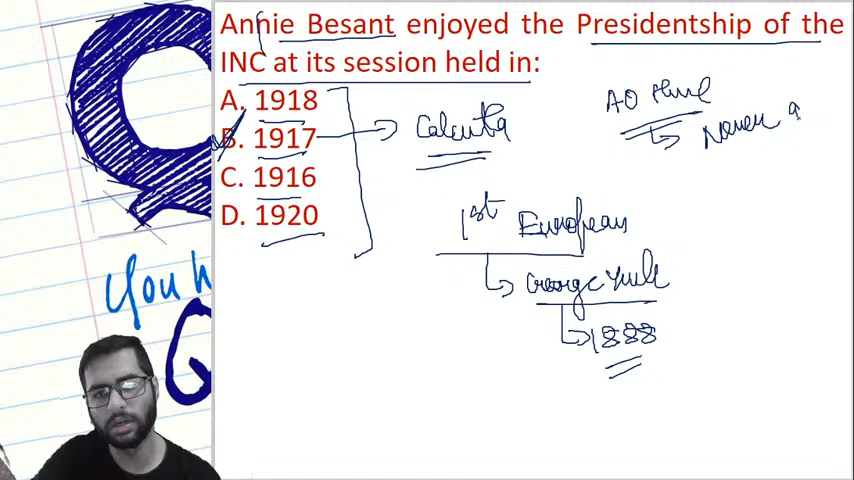 Annie Besant enjoyed the Presidentship of the
INC at its session held in:
A. 1918
B. 1917
C. 1916
D. 1920
Calcutta
AO Hume
Never a
1st European
George Yule
1888
You